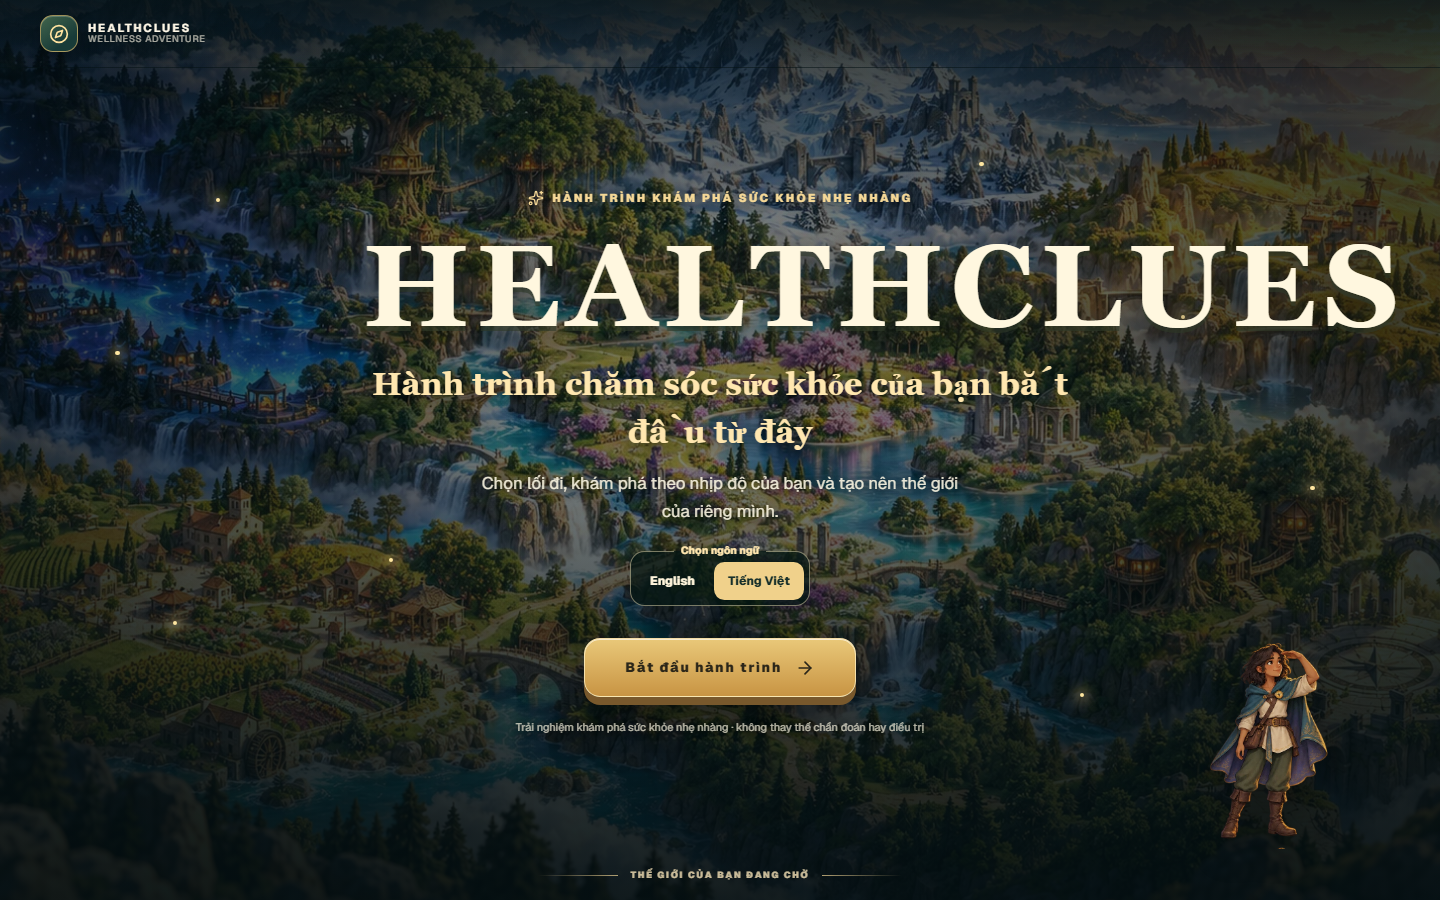 HEALTHCLUES
WELLNESS ADVENTURE
HÀNH TRÌNH KHÁM PHÁ SỨC KHỎE NHẸ NHÀNG
HEALTHCLUES
Hành trình chăm sóc sức khỏe của bạn bắt
đầu từ đây
Chọn lối đi, khám phá theo nhịp độ của bạn và tạo nên thế giới
của riêng mình.
Chọn ngôn ngữ
English
Tiếng Việt
Bắt đầu hành trình
Trải nghiệm khám phá sức khỏe nhẹ nhàng · không thay thế chẩn đoán hay điều trị
THẾ GIỚI CỦA BẠN ĐANG CHỜ